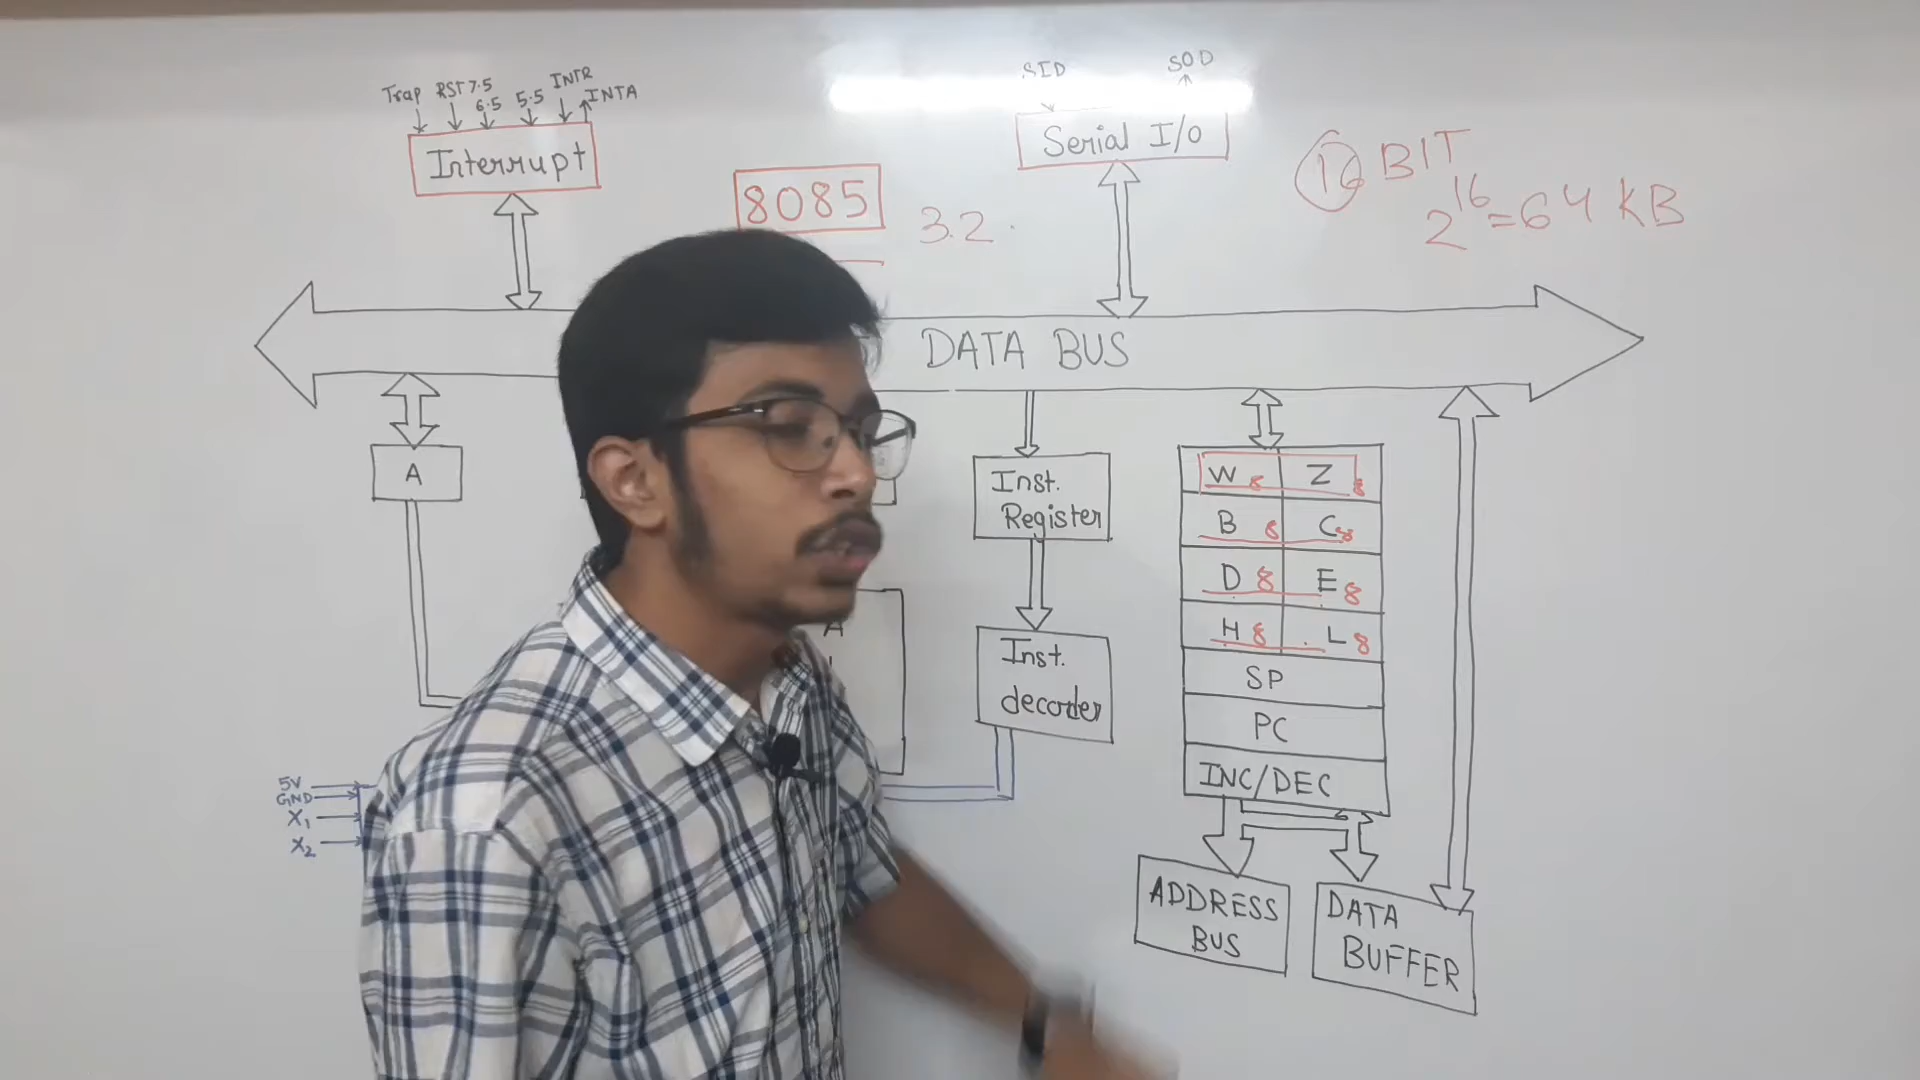 Trap RST 7.5 6.5 5.5 INTR INTA
Interrupt
SID SOD
Serial I/O
8085
3.2
16 BIT
2^16 = 64 KB
DATA BUS
A
Inst.
Register
Inst.
decoder
A
W 8 Z 8
B 8 C 8
D 8 E 8
H 8 L 8
SP
PC
INC/DEC
5V
GND
X1
X2
ADDRESS
BUS
DATA
BUFFER